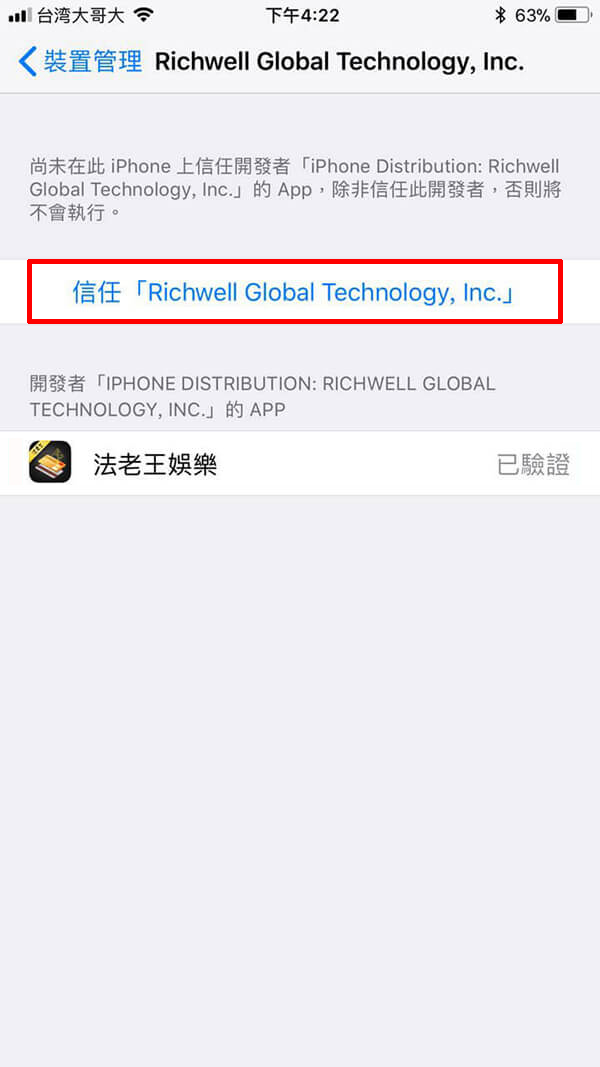 台湾大哥大 下午4:22 63%
裝置管理 Richwell Global Technology, Inc.
尚未在此 iPhone 上信任開發者「iPhone Distribution: Richwell
Global Technology, Inc.」的 App，除非信任此開發者，否則將
不會執行。
信任「Richwell Global Technology, Inc.」
開發者「IPHONE DISTRIBUTION: RICHWELL GLOBAL
TECHNOLOGY, INC.」的 APP
法老王娛樂 已驗證